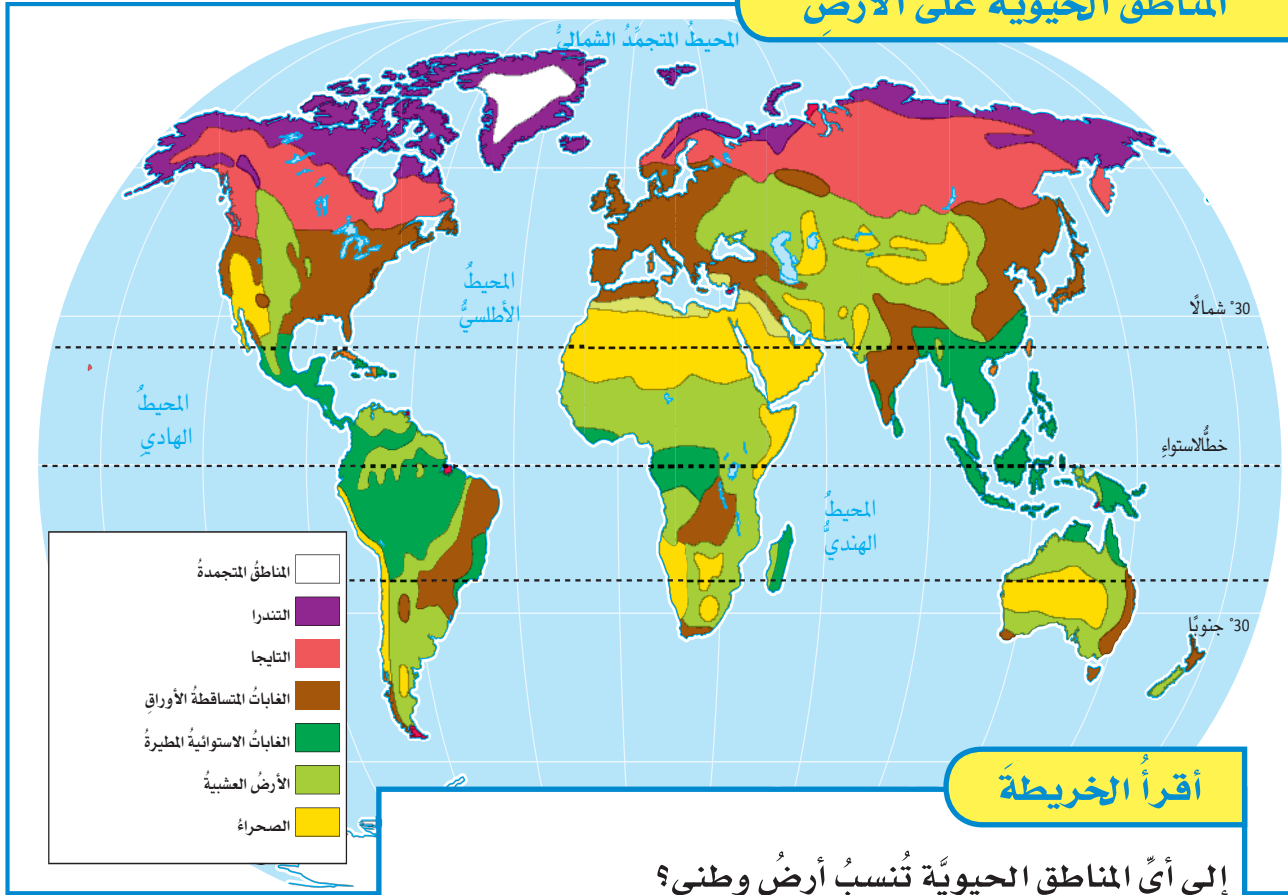 المناطق الحيوية على الأرضِ
المحيطُ المتجمِّدُ الشماليُّ
المحيطُ
الأطلسيُّ
30° شمالًا
المحيطُ
الهادي
خطُّ الاستواءِ
المحيطُ
الهنديُّ
30° جنوبًا
المناطقُ المتجمدةُ
التندرا
التايجا
الغاباتُ المتساقطةُ الأوراقِ
الغاباتُ الاستوائيةُ المطيرةُ
الأرضُ العشبيةُ
الصحراءُ
أقرأُ الخريطةَ
إلى أيِّ المناطق الحيويَّة تُنسبُ أرضُ وطني؟